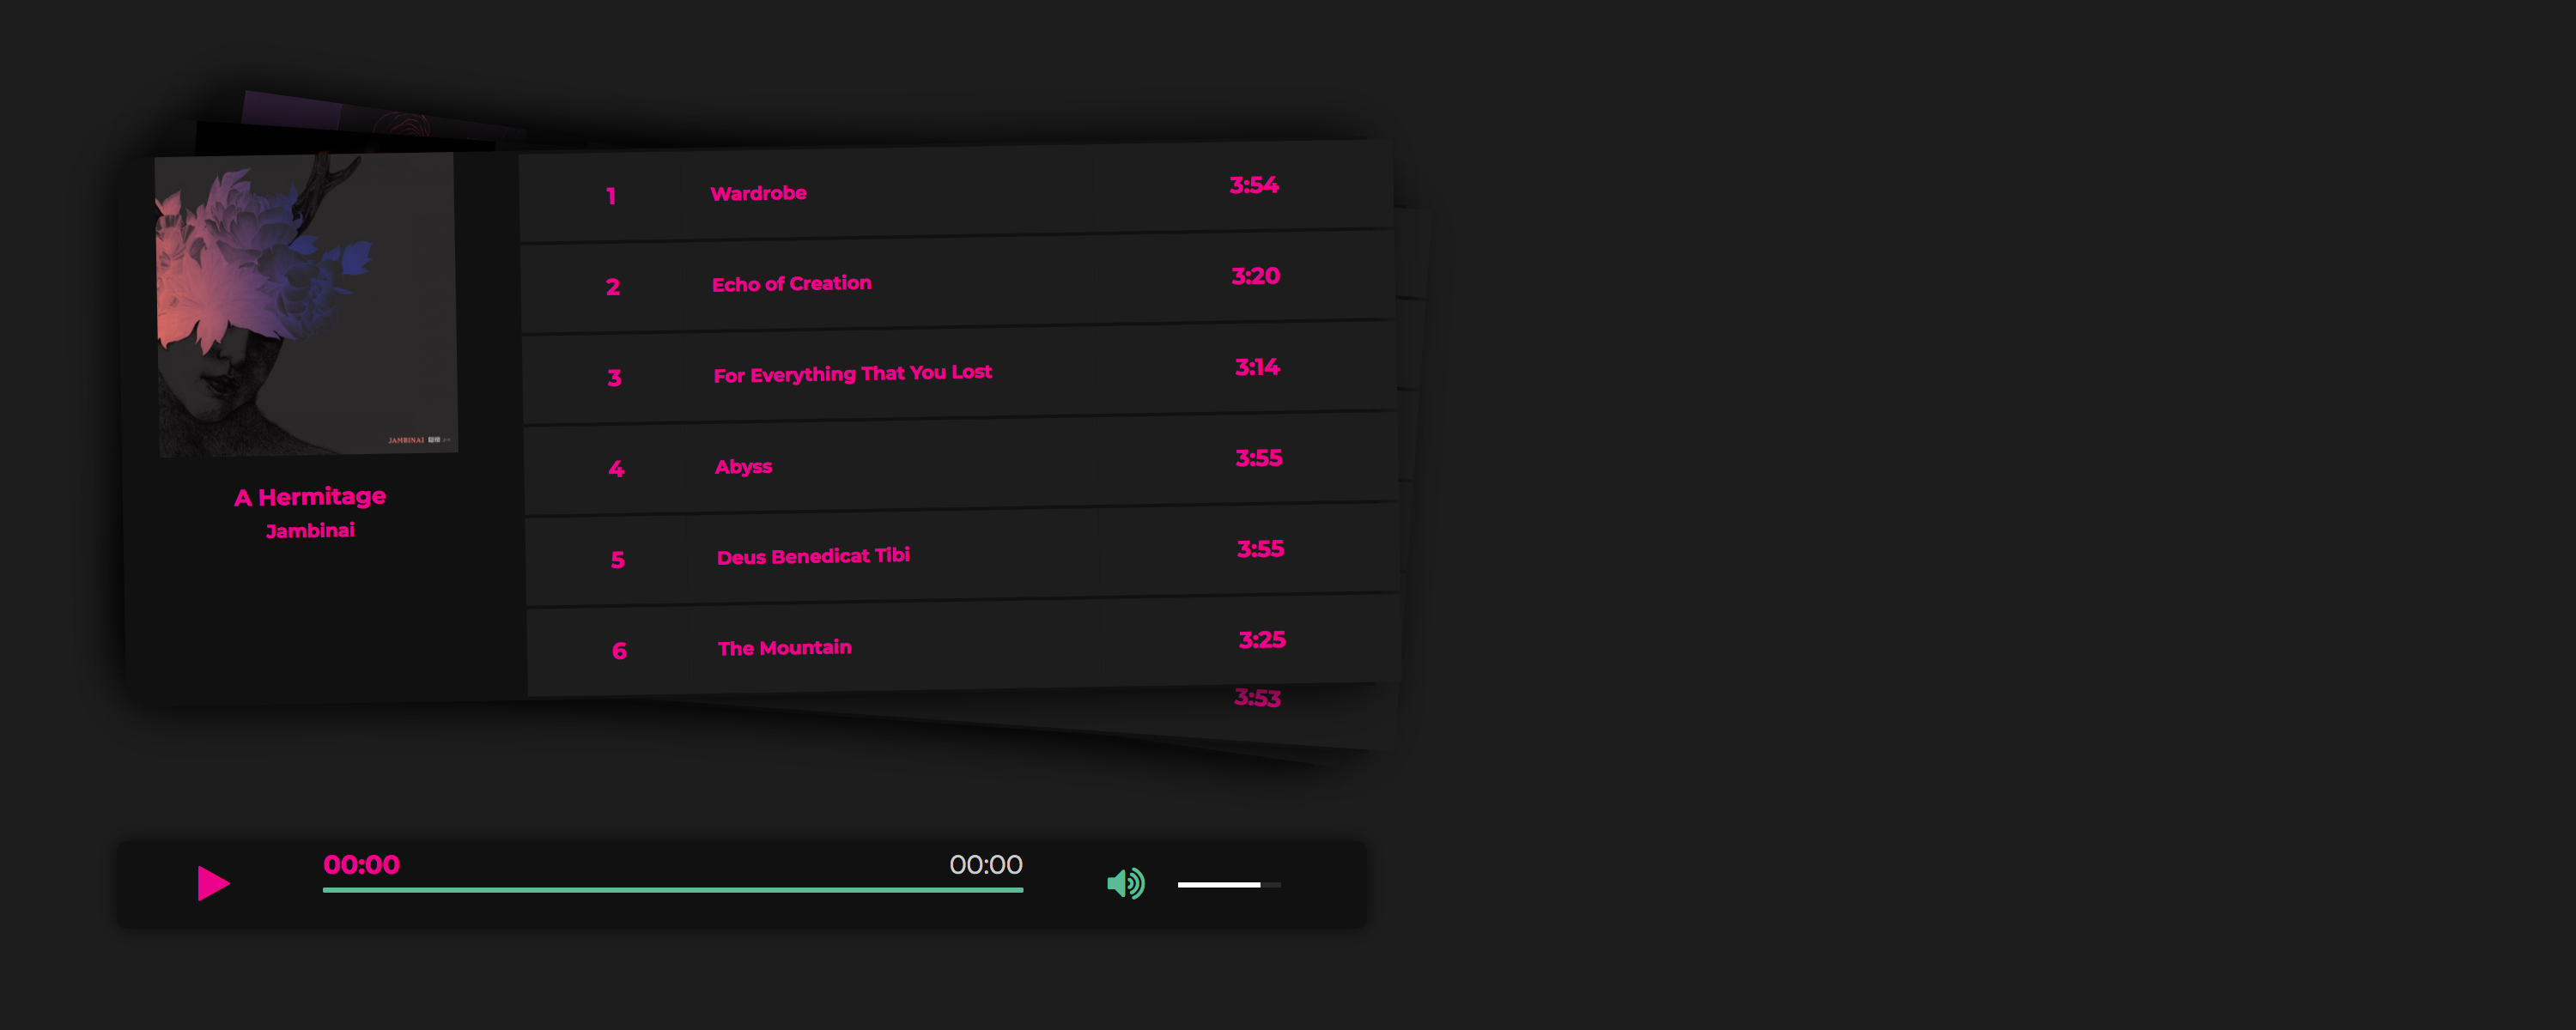 JAMBINAI 隱棲
A Hermitage
Jambinai
1 Wardrobe 3:54
2 Echo of Creation 3:20
3 For Everything That You Lost 3:14
4 Abyss 3:55
5 Deus Benedicat Tibi 3:55
6 The Mountain 3:25
3:53
00:00 00:00